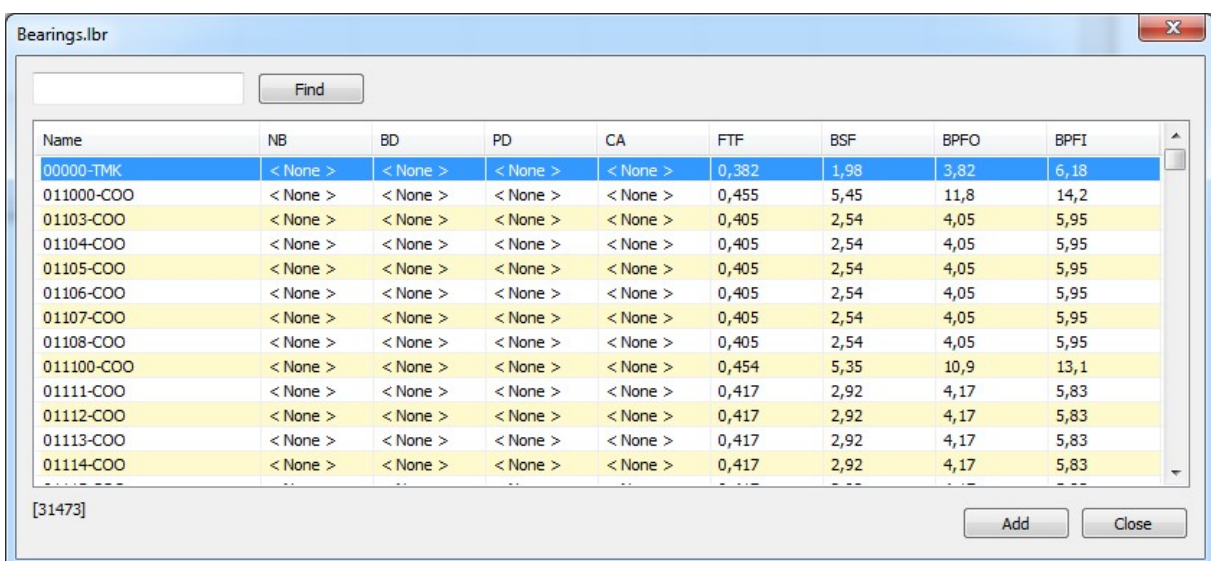 Bearings.lbr
Find
Name NB BD PD CA FTF BSF BPFO BPFI
00000-TMK < None > < None > < None > < None > 0,382 1,98 3,82 6,18
011000-COO < None > < None > < None > < None > 0,455 5,45 11,8 14,2
01103-COO < None > < None > < None > < None > 0,405 2,54 4,05 5,95
01104-COO < None > < None > < None > < None > 0,405 2,54 4,05 5,95
01105-COO < None > < None > < None > < None > 0,405 2,54 4,05 5,95
01106-COO < None > < None > < None > < None > 0,405 2,54 4,05 5,95
01107-COO < None > < None > < None > < None > 0,405 2,54 4,05 5,95
01108-COO < None > < None > < None > < None > 0,405 2,54 4,05 5,95
011100-COO < None > < None > < None > < None > 0,454 5,35 10,9 13,1
01111-COO < None > < None > < None > < None > 0,417 2,92 4,17 5,83
01112-COO < None > < None > < None > < None > 0,417 2,92 4,17 5,83
01113-COO < None > < None > < None > < None > 0,417 2,92 4,17 5,83
01114-COO < None > < None > < None > < None > 0,417 2,92 4,17 5,83
[31473]
Add Close